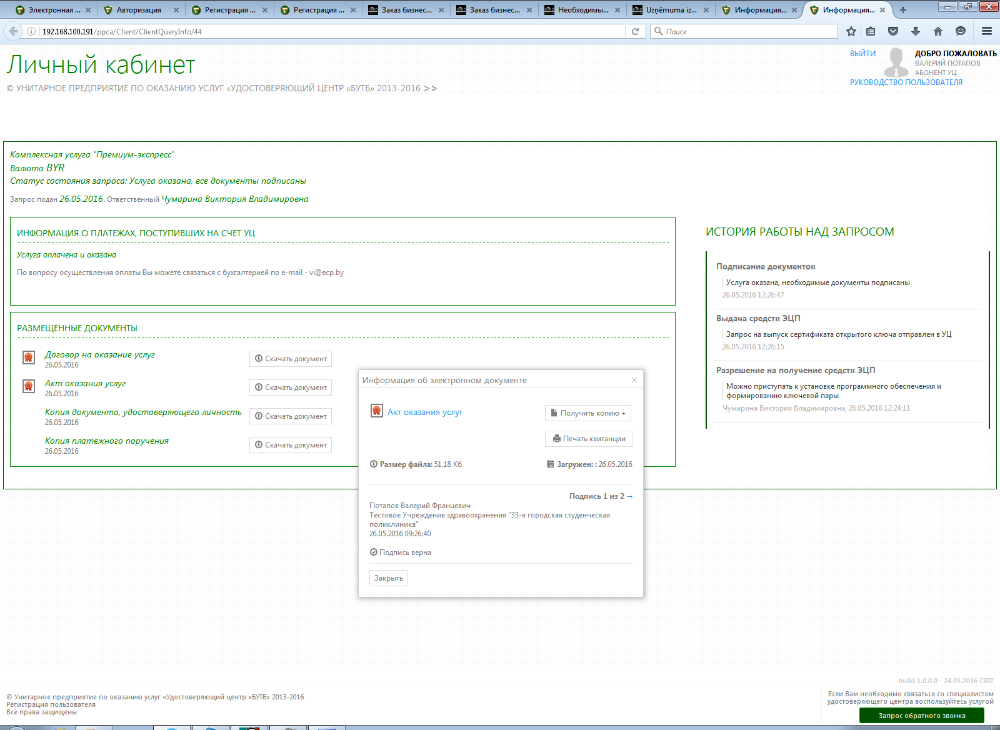 Электронная ...
Авторизация
Регистрация ...
Регистрация ...
Заказ бизнес...
Заказ бизнес...
Необходимы...
Uzņēmuma iz...
Информация...
Информация...
192.168.100.191/ppca/Client/ClientQueryInfo/44
Поиск
Личный кабинет
© УНИТАРНОЕ ПРЕДПРИЯТИЕ ПО ОКАЗАНИЮ УСЛУГ «УДОСТОВЕРЯЮЩИЙ ЦЕНТР «БУТБ» 2013-2016 >>
ВЫЙТИ
ДОБРО ПОЖАЛОВАТЬ
ВАЛЕРИЙ ПОТАПОВ
АБОНЕНТ УЦ
РУКОВОДСТВО ПОЛЬЗОВАТЕЛЯ
Комплексная услуга "Премиум-экспресс"
Валюта BYR
Статус состояния запроса: Услуга оказана, все документы подписаны
Запрос подан 26.05.2016. Ответственный Чумарина Виктория Владимировна
ИНФОРМАЦИЯ О ПЛАТЕЖАХ, ПОСТУПИВШИХ НА СЧЕТ УЦ
Услуга оплачена и оказана
По вопросу осуществления оплаты Вы можете связаться с бухгалтерией по e-mail - vi@ecp.by
РАЗМЕЩЕННЫЕ ДОКУМЕНТЫ
Договор на оказание услуг
26.05.2016
Скачать документ
Акт оказания услуг
26.05.2016
Скачать документ
Копия документа, удостоверяющего личность
26.05.2016
Скачать документ
Копия платежного поручения
26.05.2016
Скачать документ
ИСТОРИЯ РАБОТЫ НАД ЗАПРОСОМ
Подписание документов
Услуга оказана, необходимые документы подписаны
26.05.2016 12:26:47
Выдача средств ЭЦП
Запрос на выпуск сертификата открытого ключа отправлен в УЦ
26.05.2016 12:26:15
Разрешение на получение средств ЭЦП
Можно приступать к установке программного обеспечения и
формированию ключевой пары
Чумарина Виктория Владимировна, 26.05.2016 12:24:11
Информация об электронном документе
Акт оказания услуг
Получить копию +
Печать квитанции
Размер файла: 51.18 Кб
Загружен: : 26.05.2016
Подпись 1 из 2 →
Потапов Валерий Францевич
Тестовое Учреждение здравоохранения "33-я городская студенческая
поликлиника"
26.05.2016 09:26:40
Подпись верна
Закрыть
build 1.0.0.0 - 24.05.2016 СВІТ
© Унитарное предприятие по оказанию услуг «Удостоверяющий центр «БУТБ» 2013-2016
Регистрация пользователя
Все права защищены
Если Вам необходимо связаться со специалистом
удостоверяющего центра воспользуйтесь услугой
Запрос обратного звонка